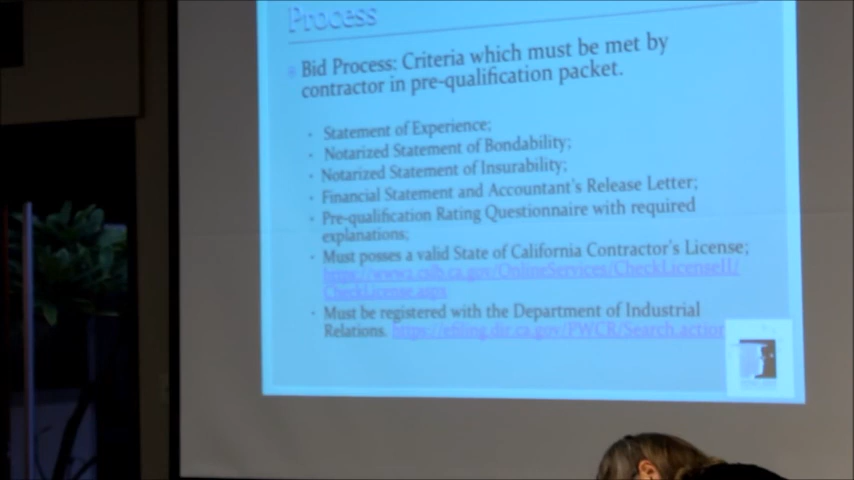 Process
Bid Process: Criteria which must be met by
contractor in pre-qualification packet.
Statement of Experience;
Notarized Statement of Bondability;
Notarized Statement of Insurability;
Financial Statement and Accountant's Release Letter;
Pre-qualification Rating Questionnaire with required
explanations;
Must posses a valid State of California Contractor's License;
https://www2.cslb.ca.gov/OnlineServices/CheckLicenseII/
CheckLicense.aspx
Must be registered with the Department of Industrial
Relations. https://efiling.dir.ca.gov/PWCR/Search.action